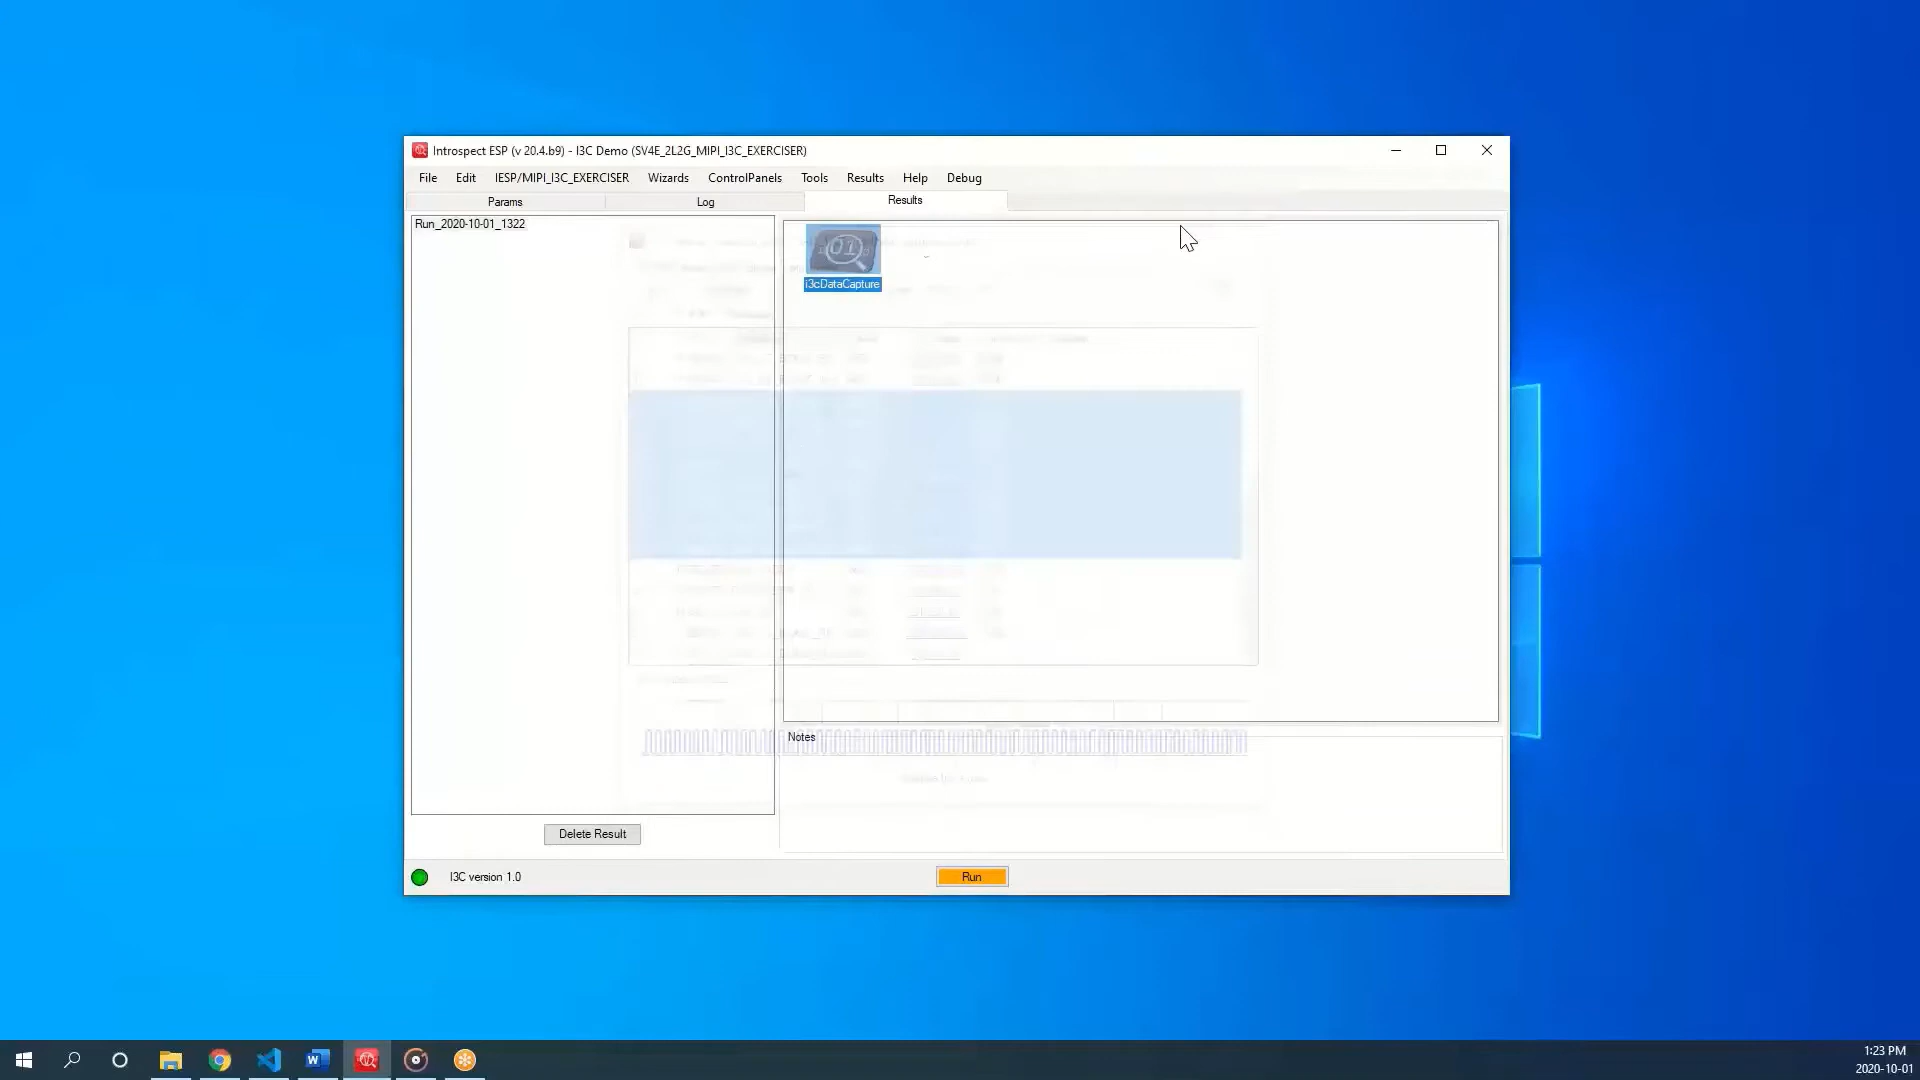 Introspect ESP (v 20.4.b9) - I3C Demo (SV4E_2L2G_MIPI_I3C_EXERCISER)
File Edit IESP/MIPI_I3C_EXERCISER Wizards ControlPanels Tools Results Help Debug
Params Log Results
Run_2020-10-01_1322
i3cDataCapture
Notes
Delete Result
I3C version 1.0
Run
1:23 PM
2020-10-01